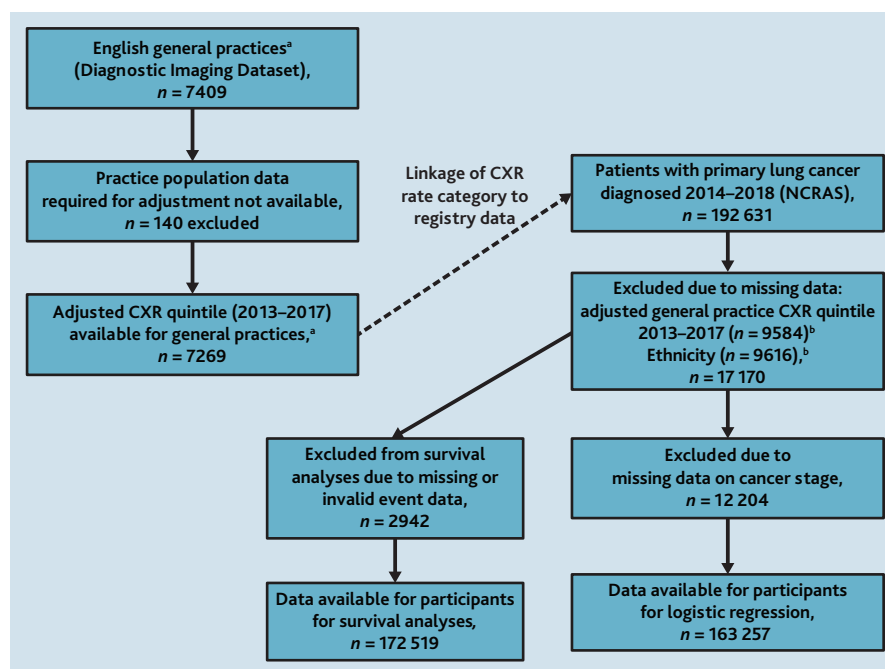 English general practicesᵃ
(Diagnostic Imaging Dataset),
n = 7409
Practice population data
required for adjustment not available,
n = 140 excluded
Adjusted CXR quintile (2013–2017)
available for general practices,ᵃ
n = 7269
Linkage of CXR
rate category to
registry data
Patients with primary lung cancer
diagnosed 2014–2018 (NCRAS),
n = 192 631
Excluded due to missing data:
adjusted general practice CXR quintile
2013–2017 (n = 9584)ᵇ
Ethnicity (n = 9616),ᵇ
n = 17 170
Excluded from survival
analyses due to missing or
invalid event data,
n = 2942
Data available for participants
for survival analyses,
n = 172 519
Excluded due to
missing data on cancer stage,
n = 12 204
Data available for participants
for logistic regression,
n = 163 257